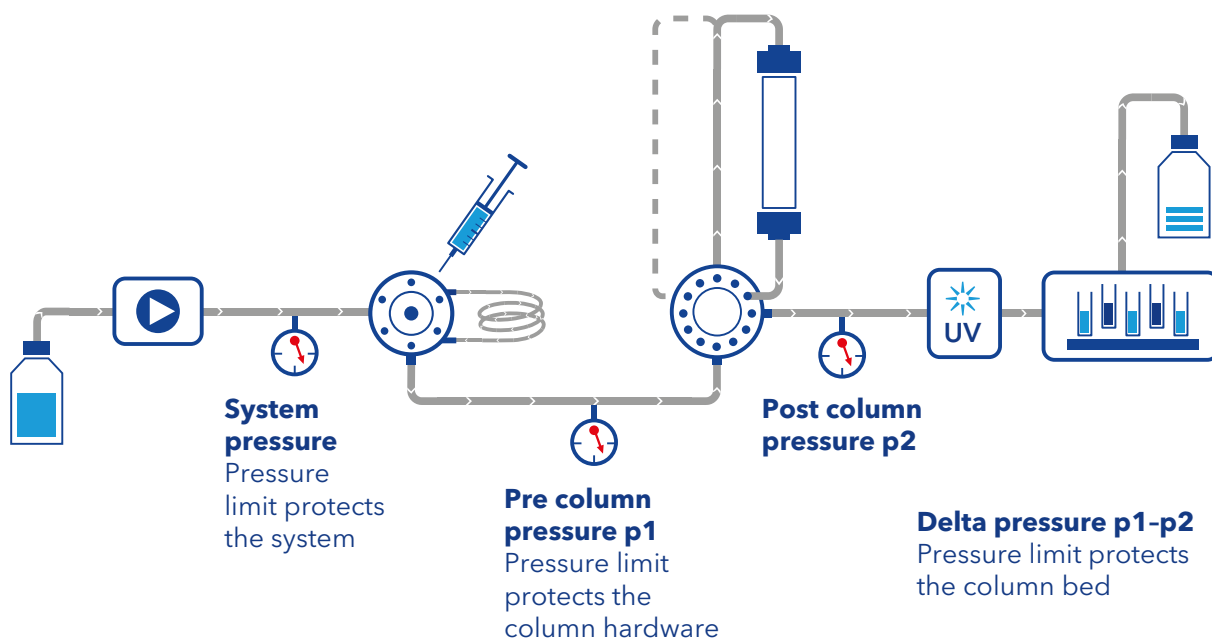 System
pressure
Pressure
limit protects
the system
Pre column
pressure p1
Pressure limit
protects the
column hardware
Post column
pressure p2
UV
Delta pressure p1–p2
Pressure limit protects
the column bed